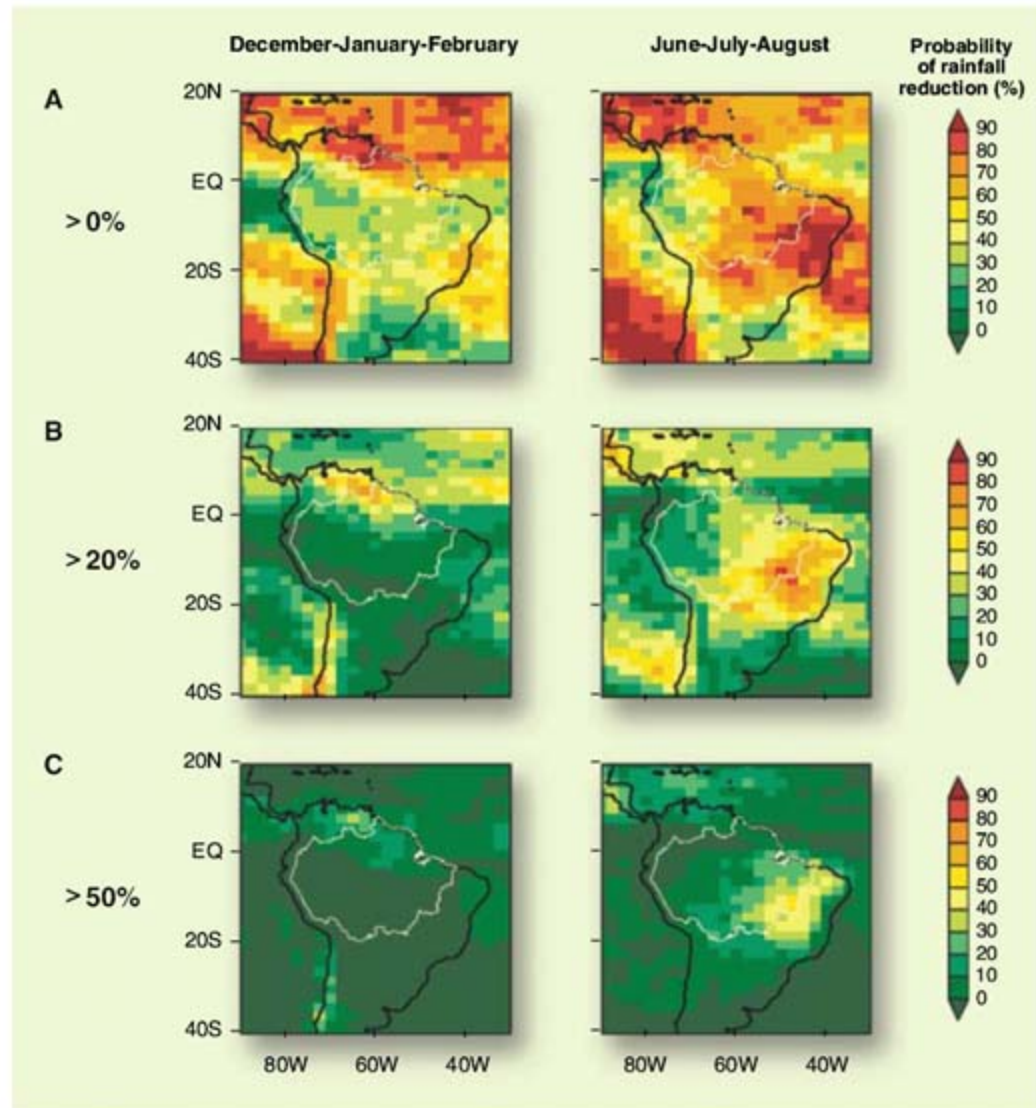 December-January-February
June-July-August
Probability
of rainfall
reduction (%)
A
20N
EQ
20S
40S
>0%
90
80
70
60
50
40
30
20
10
0
B
20N
EQ
20S
40S
>20%
90
80
70
60
50
40
30
20
10
0
C
20N
EQ
20S
40S
>50%
90
80
70
60
50
40
30
20
10
0
80W 60W 40W
80W 60W 40W